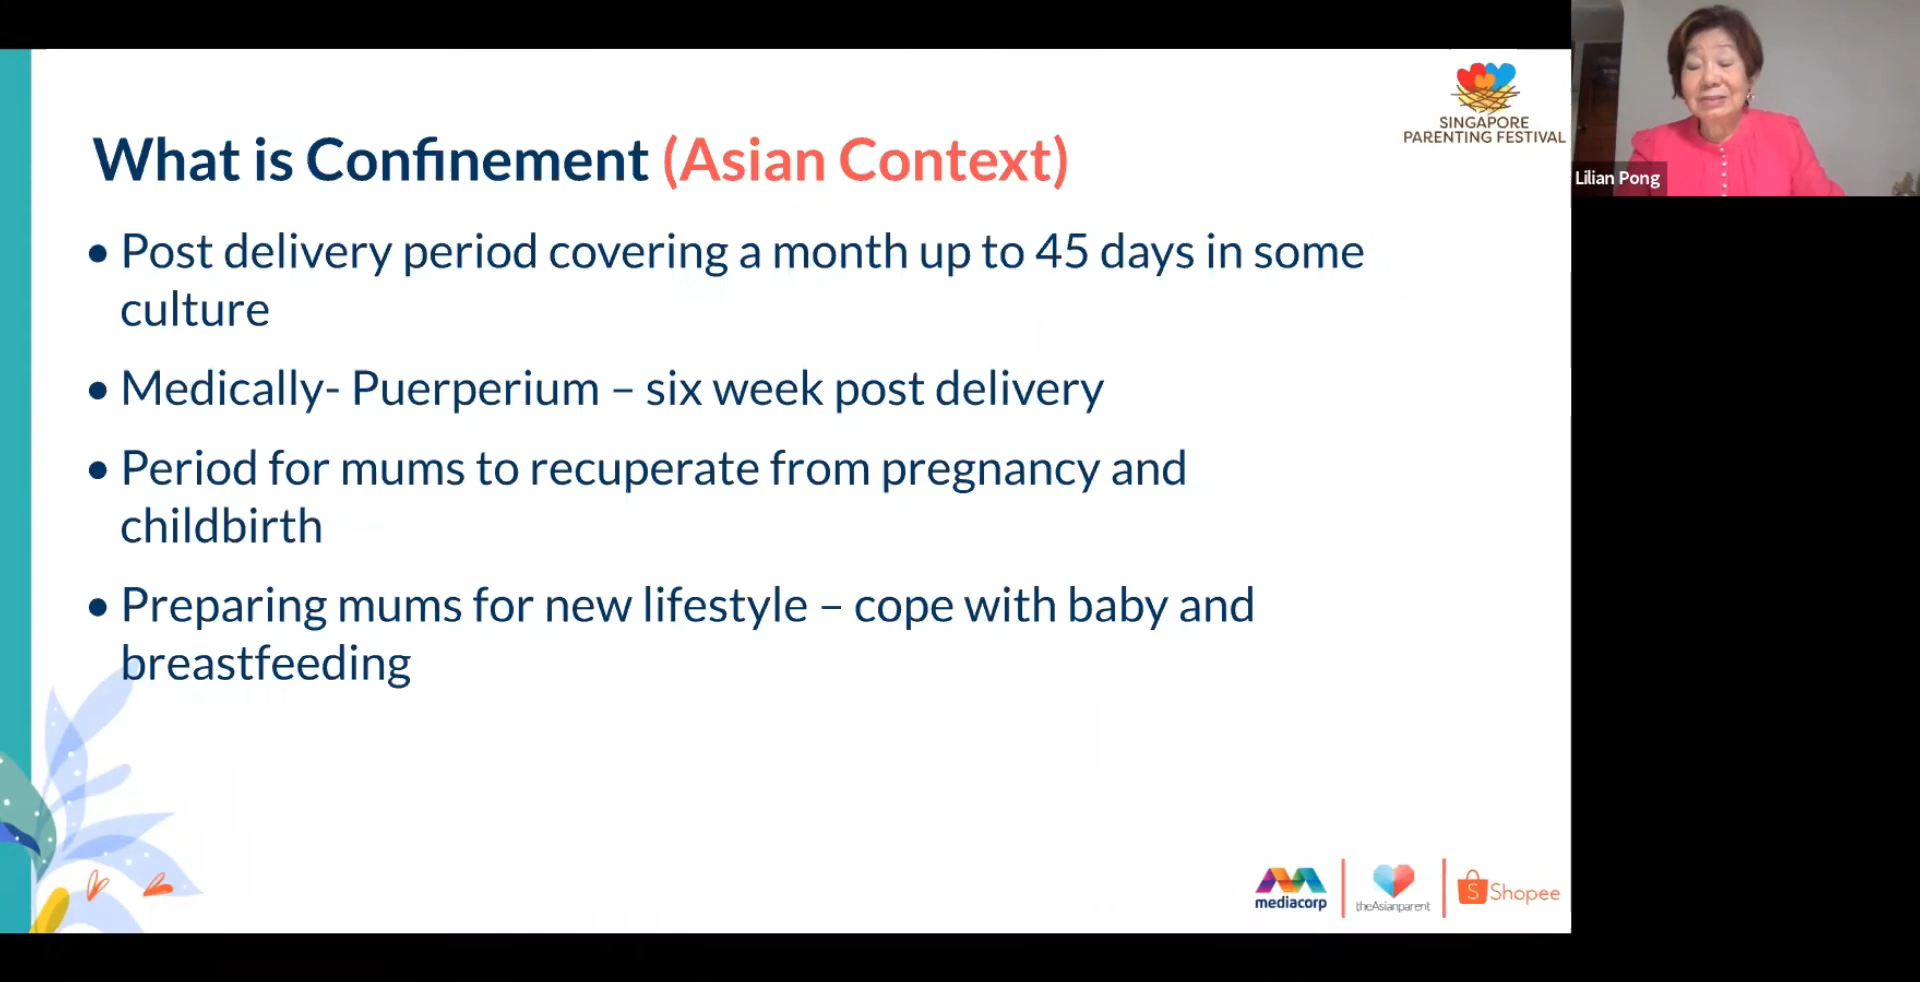 SINGAPORE
PARENTING FESTIVAL
Lilian Pong
What is Confinement (Asian Context)
• Post delivery period covering a month up to 45 days in some
culture
• Medically- Puerperium – six week post delivery
• Period for mums to recuperate from pregnancy and
childbirth
• Preparing mums for new lifestyle – cope with baby and
breastfeeding
mediacorp
theAsianparent
S Shopee